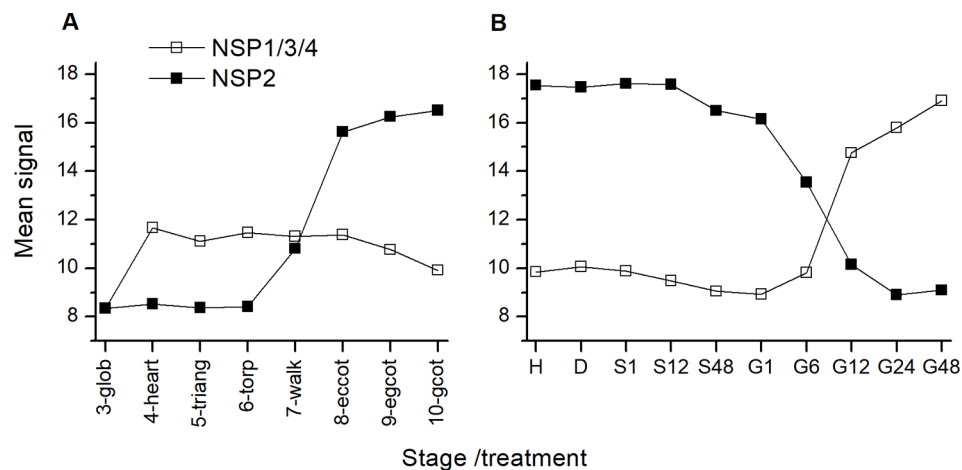 A
B
NSP1/3/4
NSP2
Mean signal
18
16
14
12
10
8
3-glob
4-heart
5-triang
6-torp
7-walk
8-eccot
9-egcot
10-gcot
18
16
14
12
10
8
H
D
S1
S12
S48
G1
G6
G12
G24
G48
Stage /treatment